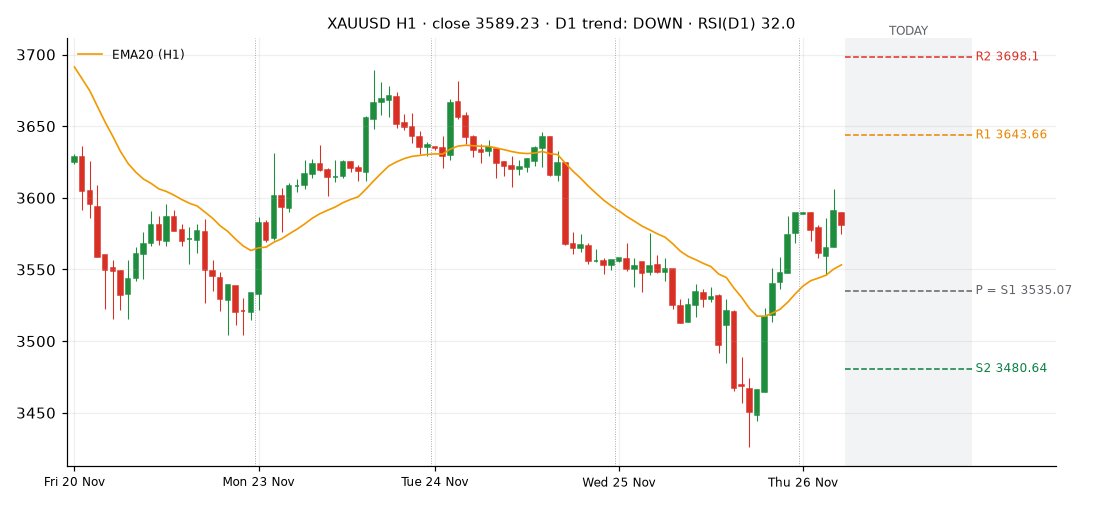 XAUUSD H1 · close 3589.23 · D1 trend: DOWN · RSI(D1) 32.0
TODAY
EMA20 (H1)
3700
3650
3600
3550
3500
3450
R2 3698.1
R1 3643.66
P = S1 3535.07
S2 3480.64
Fri 20 Nov
Mon 23 Nov
Tue 24 Nov
Wed 25 Nov
Thu 26 Nov